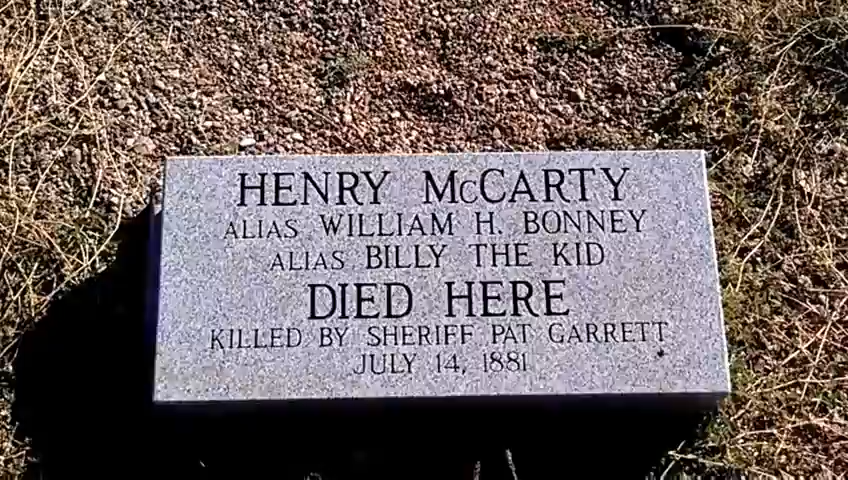 HENRY McCARTY
ALIAS WILLIAM H. BONNEY
ALIAS BILLY THE KID
DIED HERE
KILLED BY SHERIFF PAT GARRETT
JULY 14, 1881